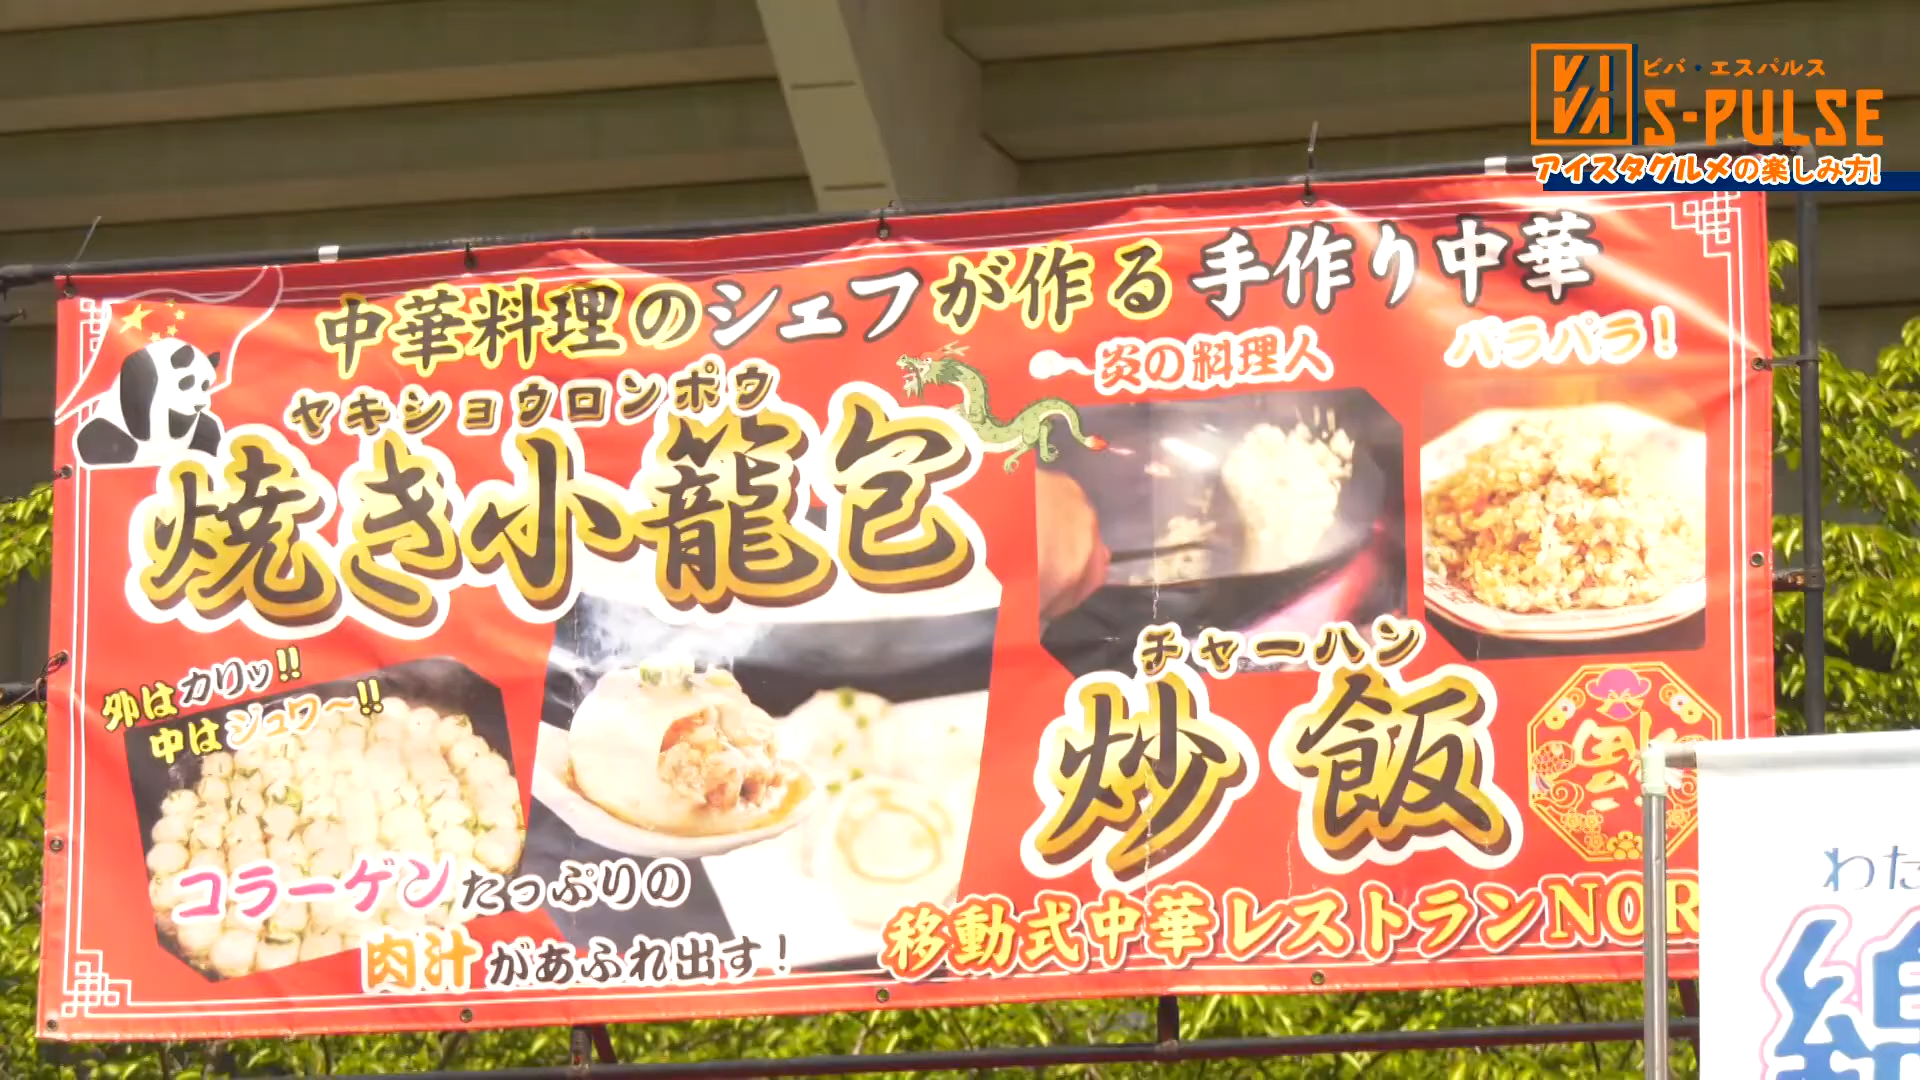 VIVA
ビバ・エスパルス
S-PULSE
アイスタグルメの楽しみ方!
中華料理のシェフが作る手作り中華
ヤキショウロンポウ
焼き小籠包
炎の料理人
パラパラ!
外はカリッ!!
中はジュワ〜!!
チャーハン
炒飯
コラーゲンたっぷりの
肉汁があふれ出す!
移動式中華レストランNOR
わた
綿